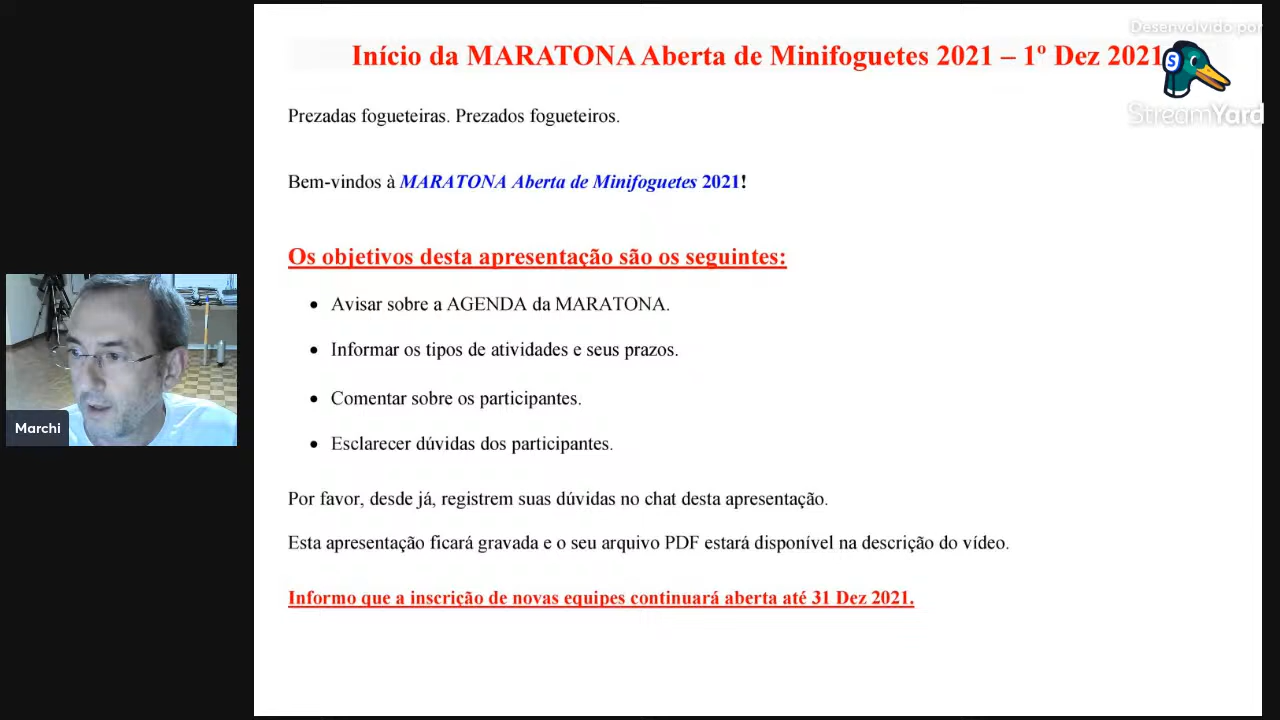 Desenvolvido por
Início da MARATONA Aberta de Minifoguetes 2021 – 1º Dez 2021
S
StreamYard
Prezadas fogueteiras. Prezados fogueteiros.
Bem-vindos à MARATONA Aberta de Minifoguetes 2021!
Os objetivos desta apresentação são os seguintes:
• Avisar sobre a AGENDA da MARATONA.
• Informar os tipos de atividades e seus prazos.
• Comentar sobre os participantes.
• Esclarecer dúvidas dos participantes.
Marchi
Por favor, desde já, registrem suas dúvidas no chat desta apresentação.
Esta apresentação ficará gravada e o seu arquivo PDF estará disponível na descrição do vídeo.
Informo que a inscrição de novas equipes continuará aberta até 31 Dez 2021.